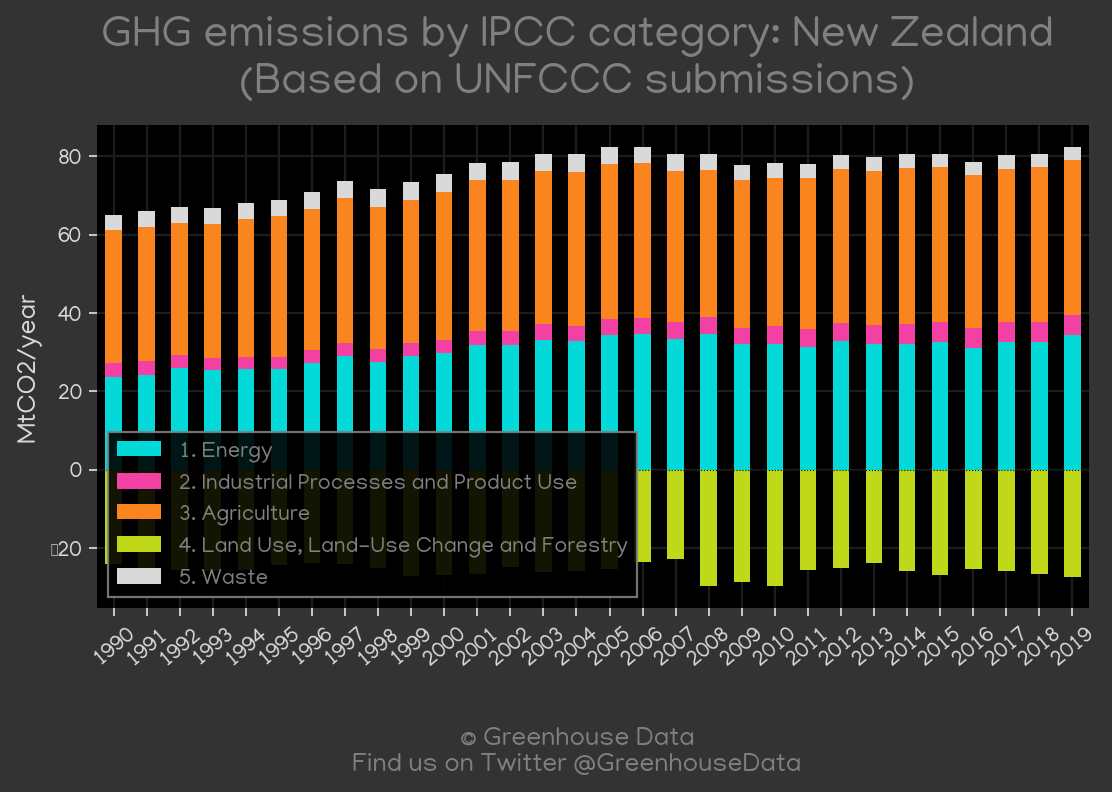 GHG emissions by IPCC category: New Zealand
(Based on UNFCCC submissions)
MtCO2/year
80
60
40
20
0
▯20
1. Energy
2. Industrial Processes and Product Use
3. Agriculture
4. Land Use, Land-Use Change and Forestry
5. Waste
1990 1991 1992 1993 1994 1995 1996 1997 1998 1999 2000 2001 2002 2003 2004 2005 2006 2007 2008 2009 2010 2011 2012 2013 2014 2015 2016 2017 2018 2019
© Greenhouse Data
Find us on Twitter @GreenhouseData